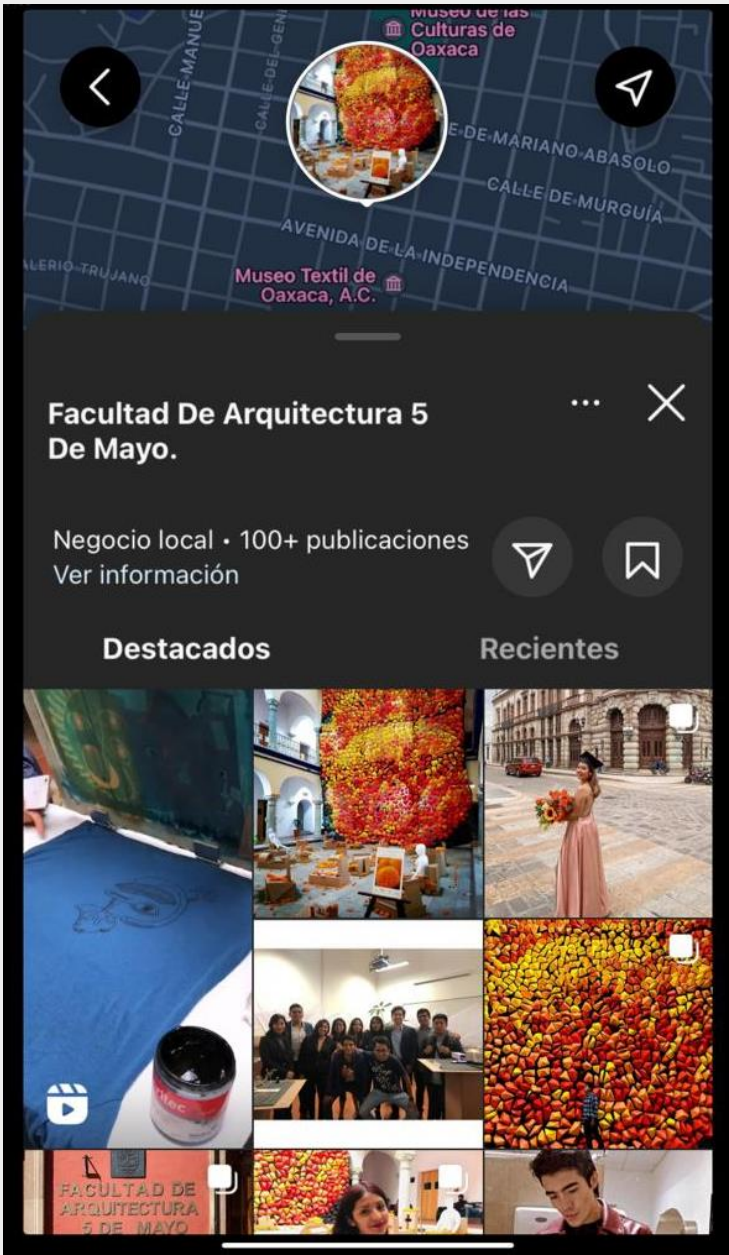 Museo de las
Culturas de
Oaxaca
CALLE MANUE
CALLE-DEL-GEN
E-DE-MARIANO-ABASOLO
CALLE DE MURGUÍA
AVENIDA DE LA INDEPENDENCIA
ALERIO-TRUJANO
Museo Textil de
Oaxaca, A.C.
Facultad De Arquitectura 5
De Mayo.
Negocio local • 100+ publicaciones
Ver información
Destacados
Recientes
FACULTAD DE
ARQUITECTURA
5 DE MAYO